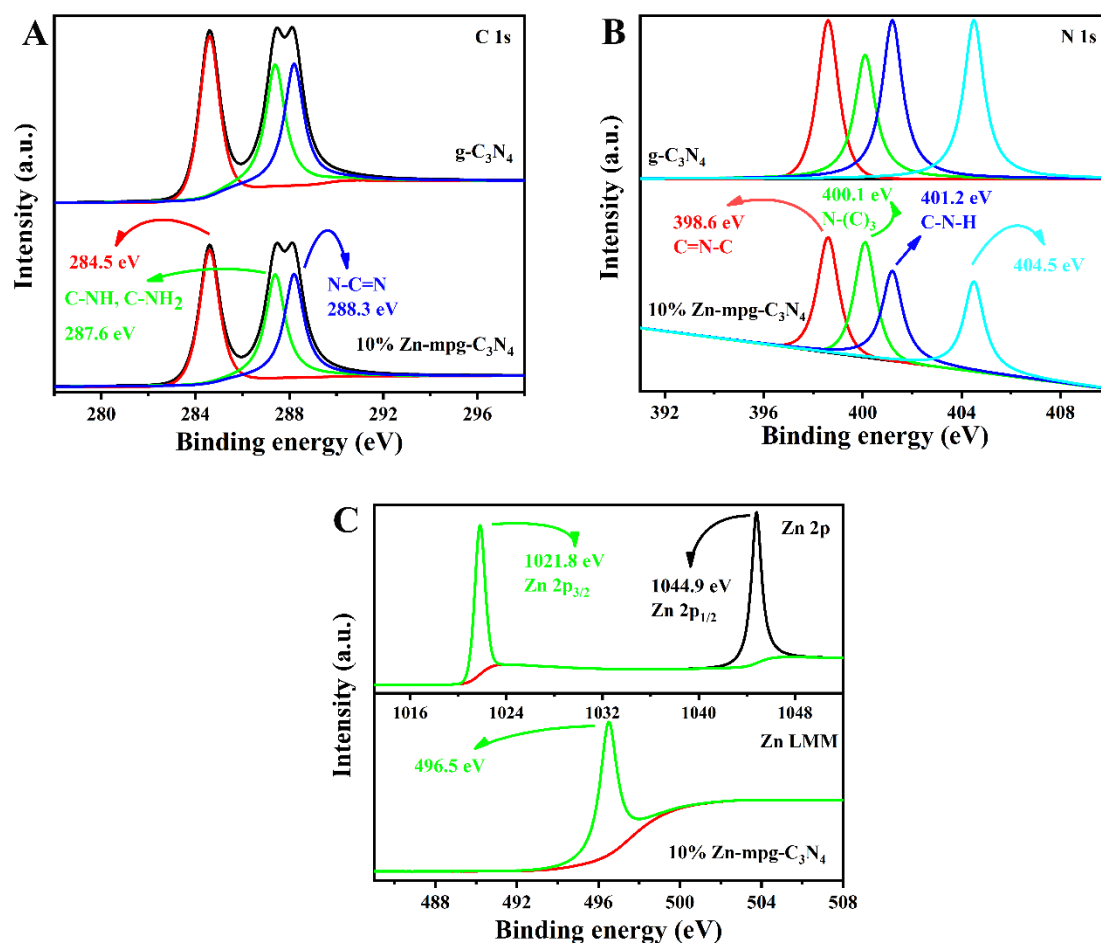 A
C 1s
g-C₃N₄
284.5 eV
C-NH, C-NH₂
287.6 eV
N-C=N
288.3 eV
10% Zn-mpg-C₃N₄
280 284 288 292 296
Binding energy (eV)
Intensity (a.u.)
B
N 1s
g-C₃N₄
398.6 eV
C=N-C
400.1 eV
N-(C)₃
401.2 eV
C-N-H
404.5 eV
10% Zn-mpg-C₃N₄
392 396 400 404 408
Binding energy (eV)
Intensity (a.u.)
C
Zn 2p
1021.8 eV
Zn 2p₃/₂
1044.9 eV
Zn 2p₁/₂
1016 1024 1032 1040 1048
Intensity (a.u.)
Zn LMM
496.5 eV
10% Zn-mpg-C₃N₄
488 492 496 500 504 508
Binding energy (eV)
Intensity (a.u.)